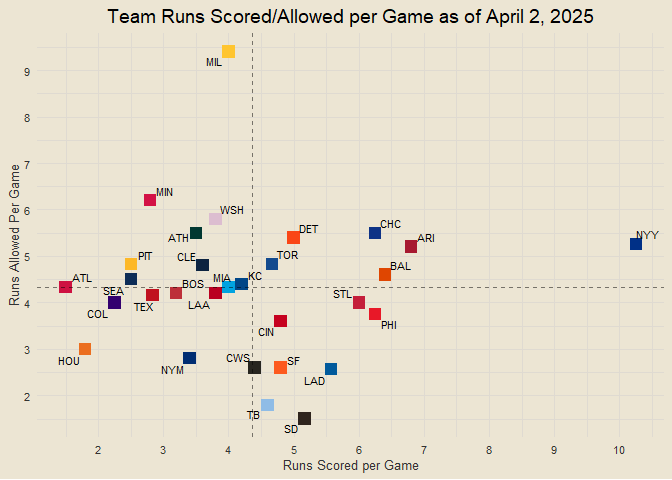 Team Runs Scored/Allowed per Game as of April 2, 2025
Runs Allowed Per Game
9
8
7
6
5
4
3
2
MIL
MIN
WSH
ATH
DET
CHC
ARI
NYY
PIT
CLE
TOR
BAL
ATL
SEA
BOS
MIA
KC
COL
TEX
LAA
STL
PHI
CIN
HOU
NYM
CWS
SF
LAD
TB
SD
2 3 4 5 6 7 8 9 10
Runs Scored per Game